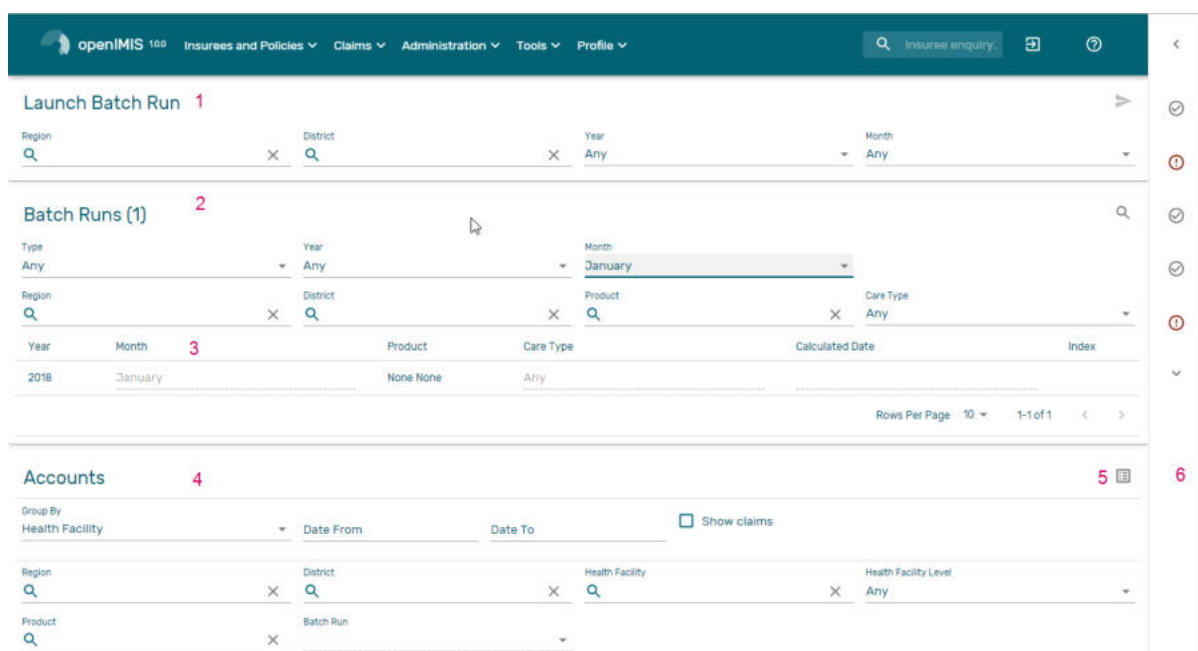 openIMIS 1.0.0 Insurees and Policies Claims Administration Tools Profile Insuree enquiry.
Launch Batch Run 1
Region District Year Month
Any Any
Batch Runs (1) 2
Type Year Month
Any Any January
Region District Product Care Type
Any
Year Month 3 Product Care Type Calculated Date Index
2018 January None None Any
Rows Per Page 10 1-1 of 1
Accounts 4 5 6
Group By
Health Facility Date From Date To Show claims
Region District Health Facility Health Facility Level
Any
Product Batch Run